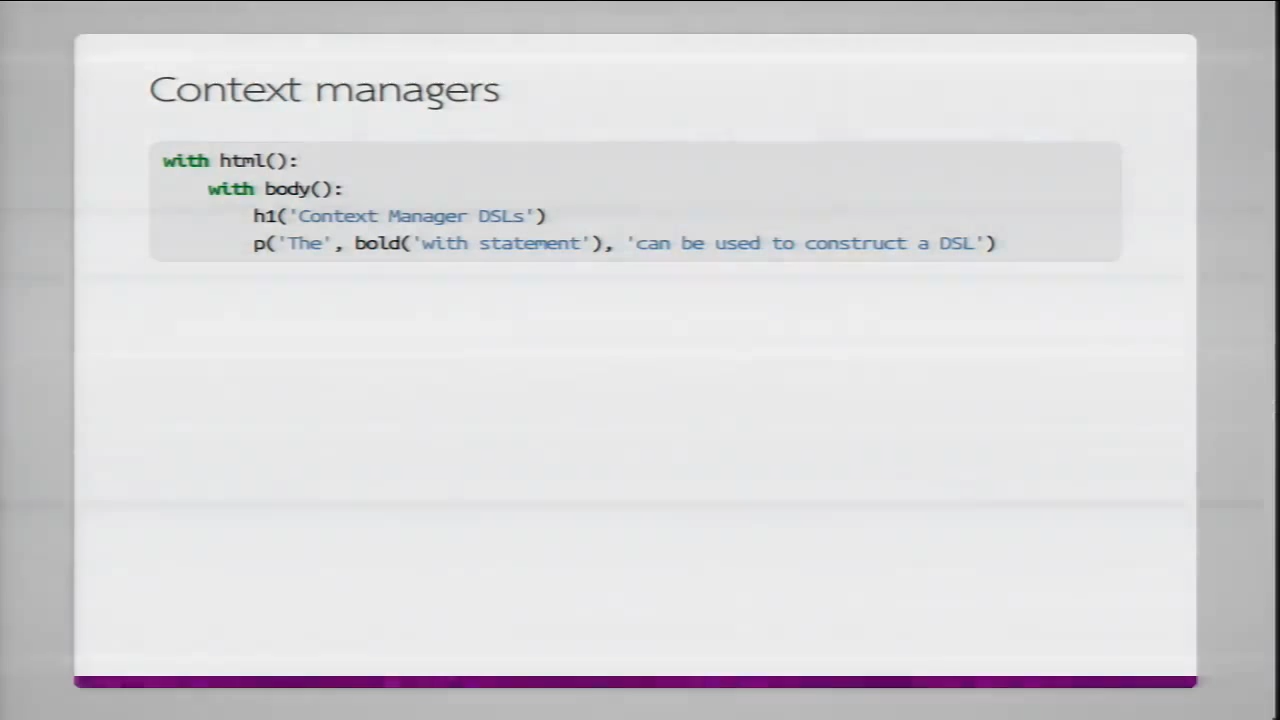 Context managers
with html():
    with body():
        h1('Context Manager DSLs')
        p('The', bold('with statement'), 'can be used to construct a DSL')